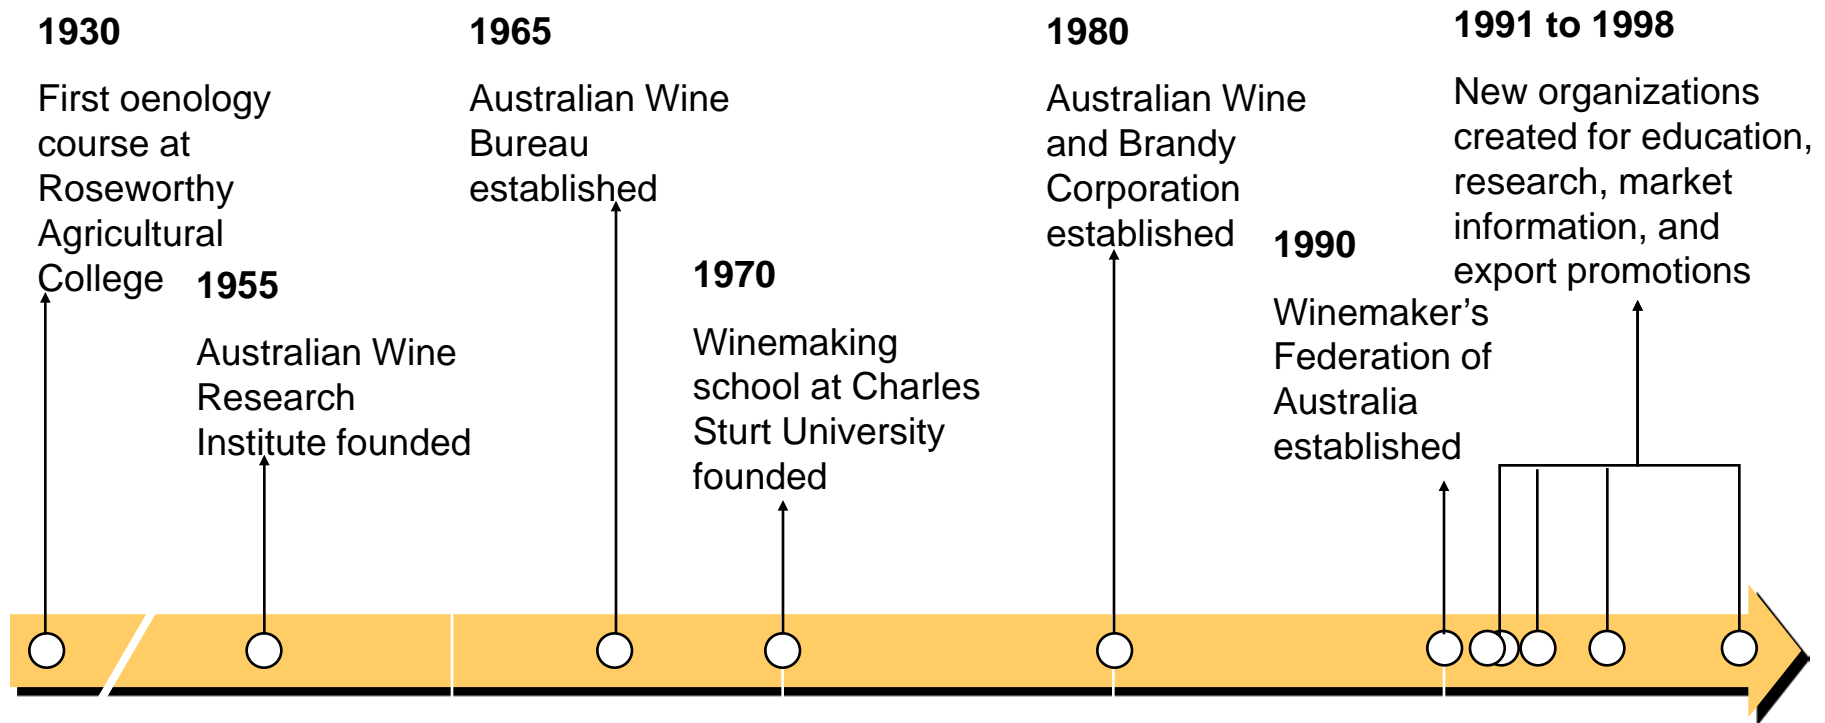 1930
First oenology
course at
Roseworthy
Agricultural
College
1955
Australian Wine
Research
Institute founded
1965
Australian Wine
Bureau
established
1970
Winemaking
school at Charles
Sturt University
founded
1980
Australian Wine
and Brandy
Corporation
established
1990
Winemaker’s
Federation of
Australia
established
1991 to 1998
New organizations
created for education,
research, market
information, and
export promotions